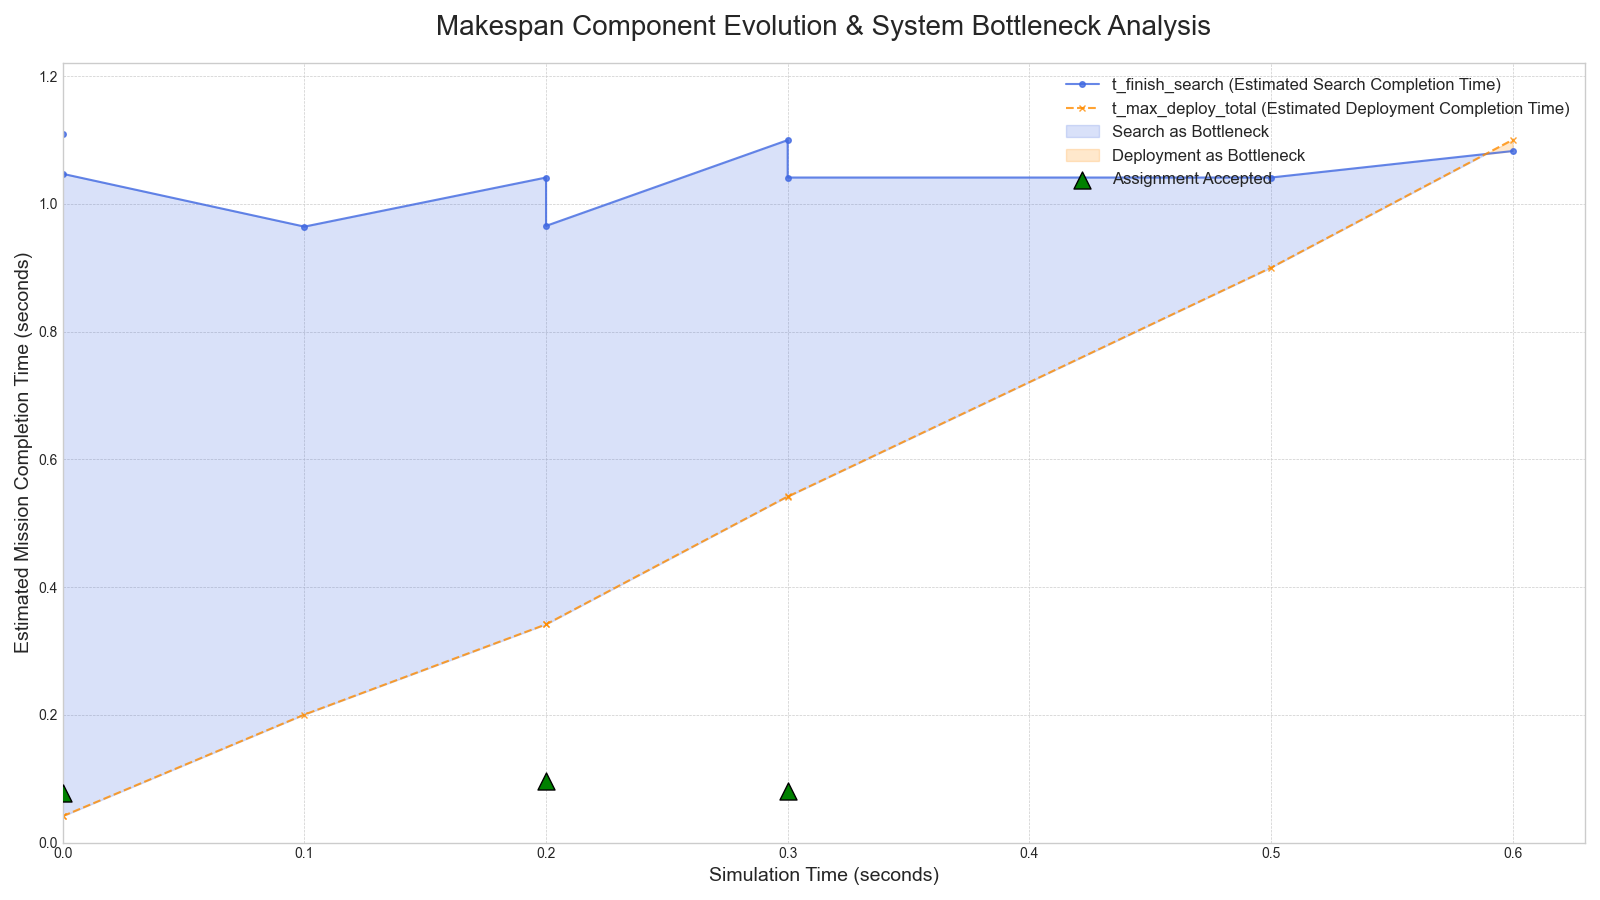 Makespan Component Evolution & System Bottleneck Analysis
Estimated Mission Completion Time (seconds)
1.2
1.0
0.8
0.6
0.4
0.2
0.0
t_finish_search (Estimated Search Completion Time)
t_max_deploy_total (Estimated Deployment Completion Time)
Search as Bottleneck
Deployment as Bottleneck
Assignment Accepted
0.0 0.1 0.2 0.3 0.4 0.5 0.6
Simulation Time (seconds)